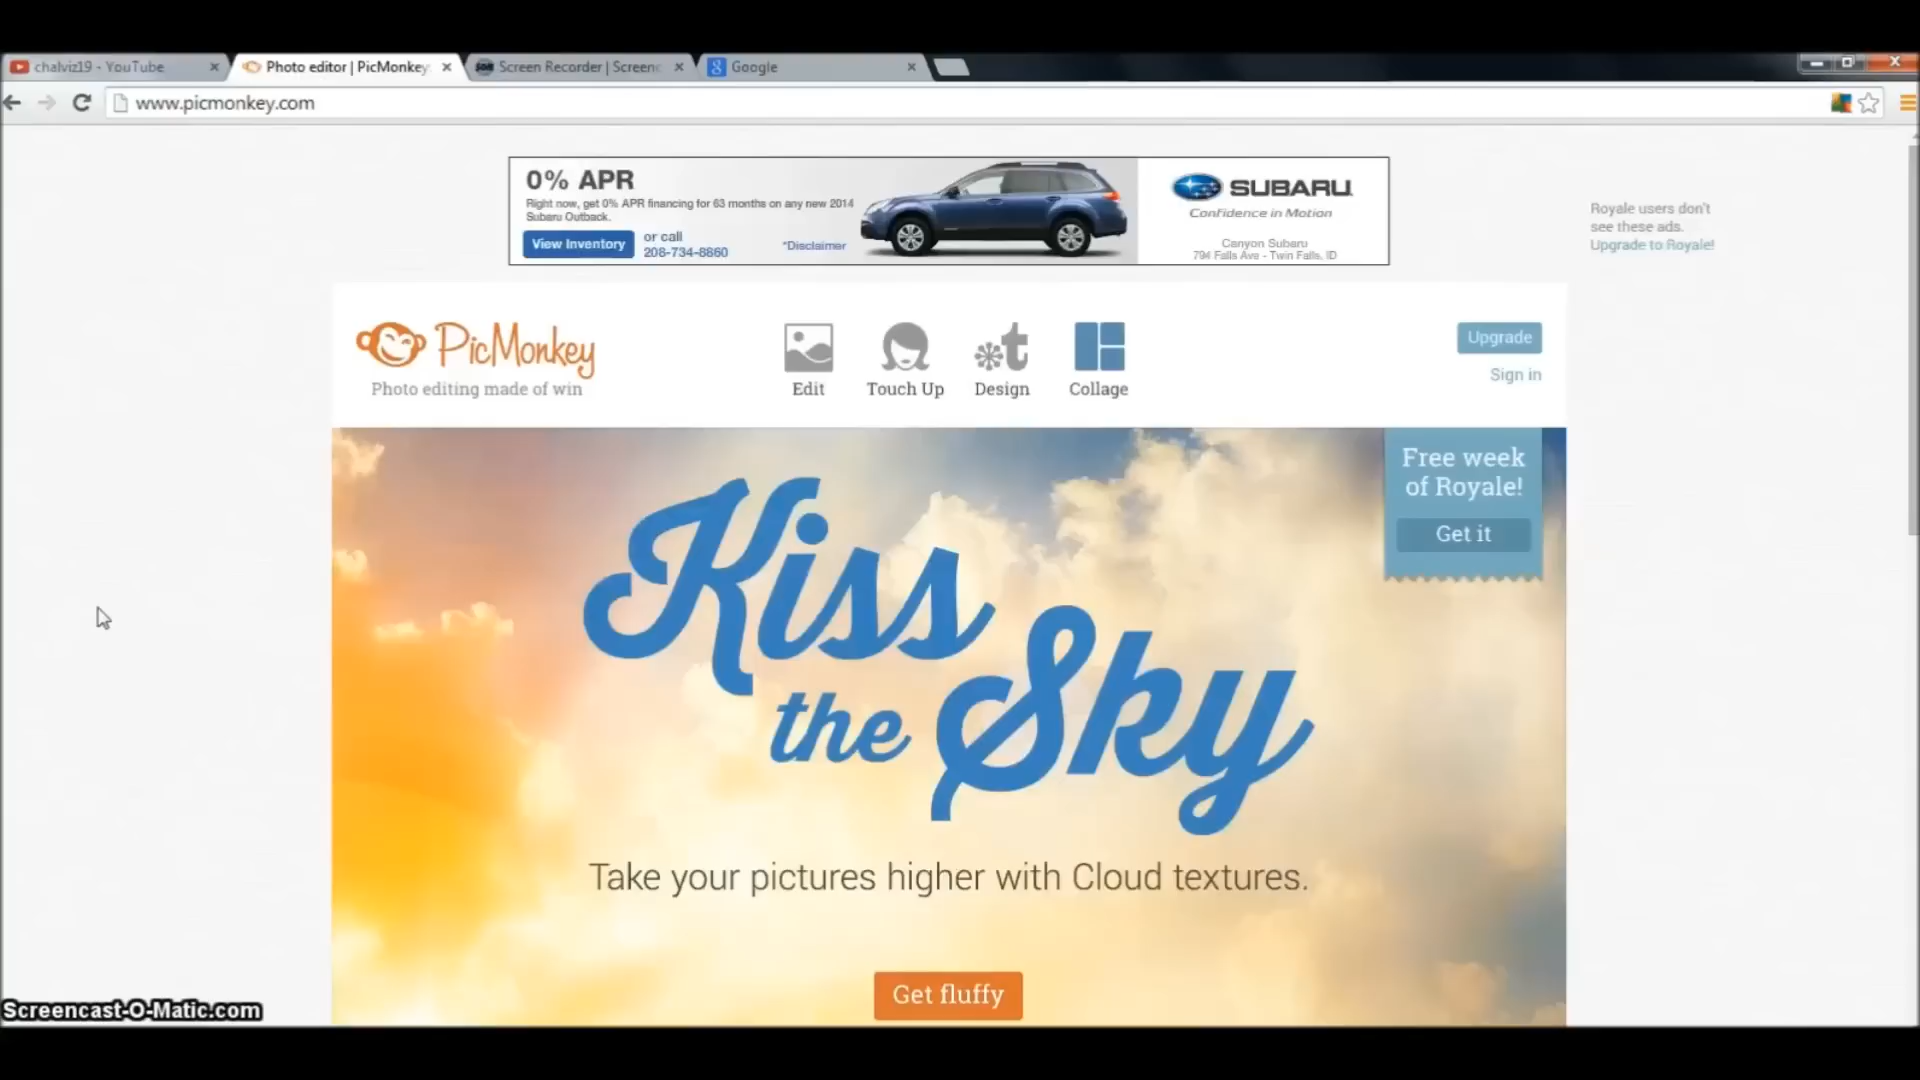 chalviz19 - YouTube
Photo editor | PicMonkey
Screen Recorder | Screenc
Google
www.picmonkey.com
0% APR
Right now, get 0% APR financing for 63 months on any new 2014
Subaru Outback.
View Inventory
or call
208-734-8860
*Disclaimer
SUBARU
Confidence in Motion
Canyon Subaru
794 Falls Ave - Twin Falls, ID
Royale users don't
see these ads.
Upgrade to Royale!
PicMonkey
Photo editing made of win
Edit
Touch Up
Design
Collage
Upgrade
Sign in
Free week
of Royale!
Get it
Kiss
the Sky
Take your pictures higher with Cloud textures.
Get fluffy
Screencast-O-Matic.com